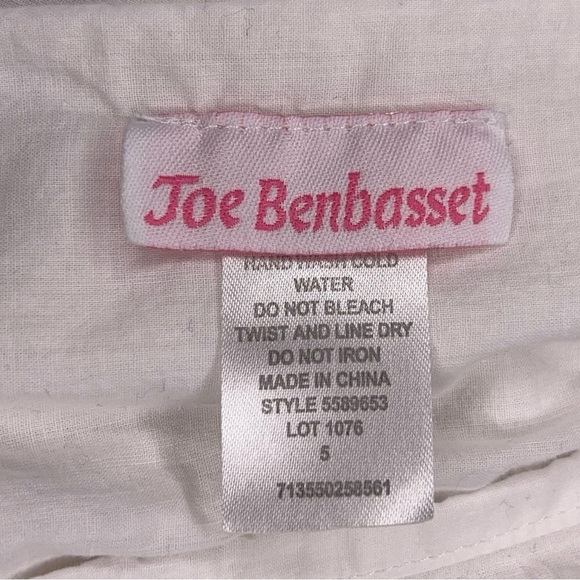 Joe Benbasset
HAND WASH COLD
WATER
DO NOT BLEACH
TWIST AND LINE DRY
DO NOT IRON
MADE IN CHINA
STYLE 5589653
LOT 1076
5
713550258561